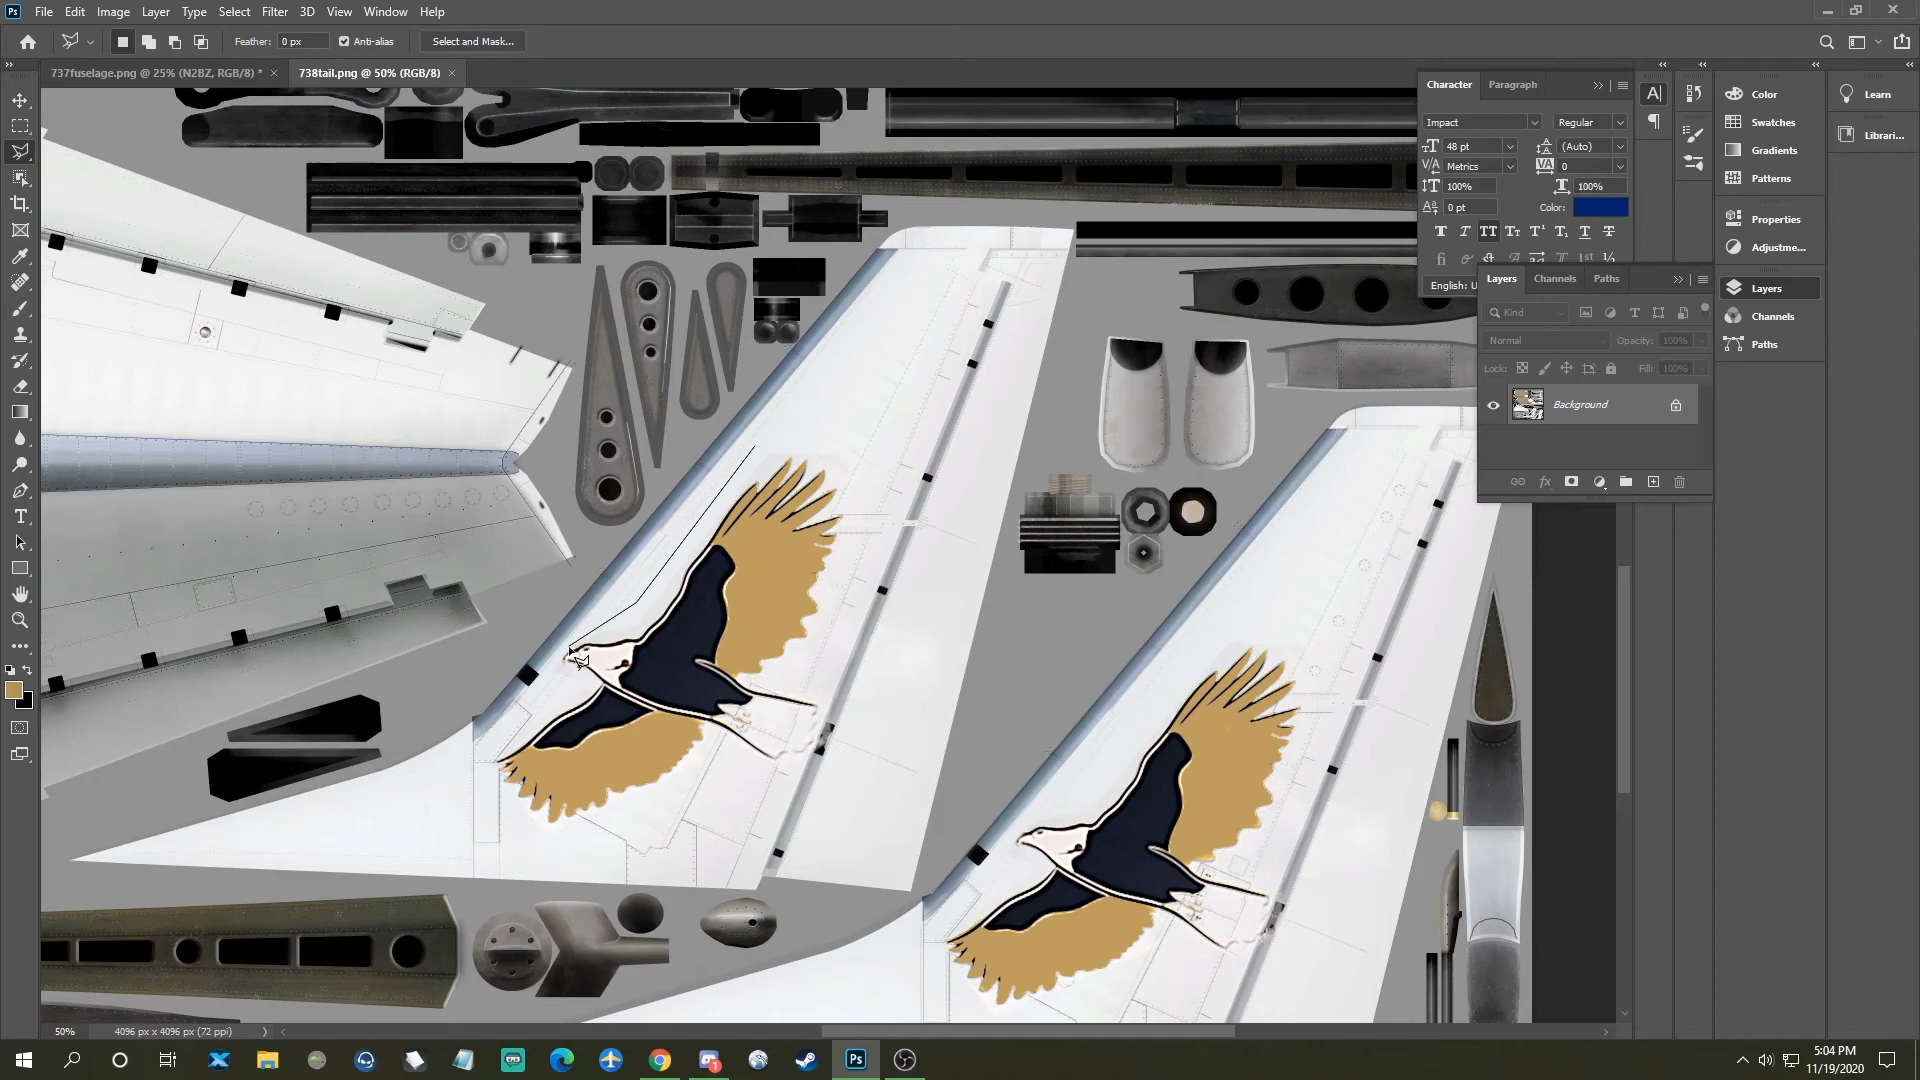 Ps File Edit Image Layer Type Select Filter 3D View Window Help
Feather: 0 px Anti-alias Select and Mask...
737fuselage.png @ 25% (N2BZ, RGB/8) * × 738tail.png @ 50% (RGB/8) ×
Character Paragraph
Impact Regular
48 pt (Auto)
Metrics 0
100% 100%
0 pt Color:
English: U
Layers Channels Paths
Kind
Normal Opacity: 100%
Lock: Fill: 100%
Background
Color
Swatches
Gradients
Patterns
Properties
Adjustme...
Layers
Channels
Paths
Learn
Librari...
50% 4096 px x 4096 px (72 ppi)
Ps
5:04 PM
11/19/2020